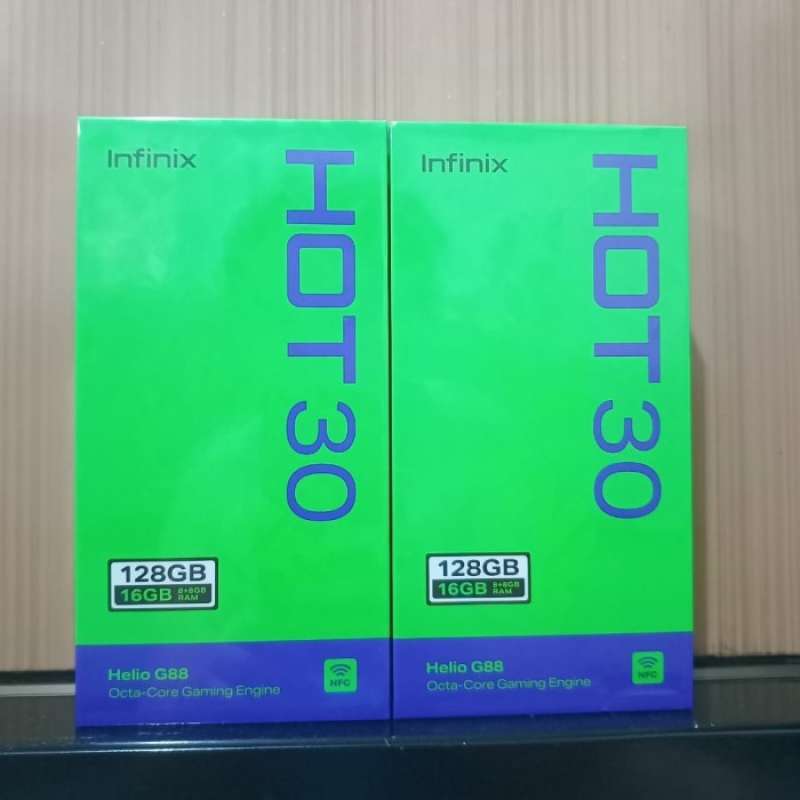 Infinix
HOT 30
128GB
16GB 8+8GB RAM
Helio G88
Octa-Core Gaming Engine
NFC
Infinix
HOT 30
128GB
16GB 8+8GB RAM
Helio G88
Octa-Core Gaming Engine
NFC